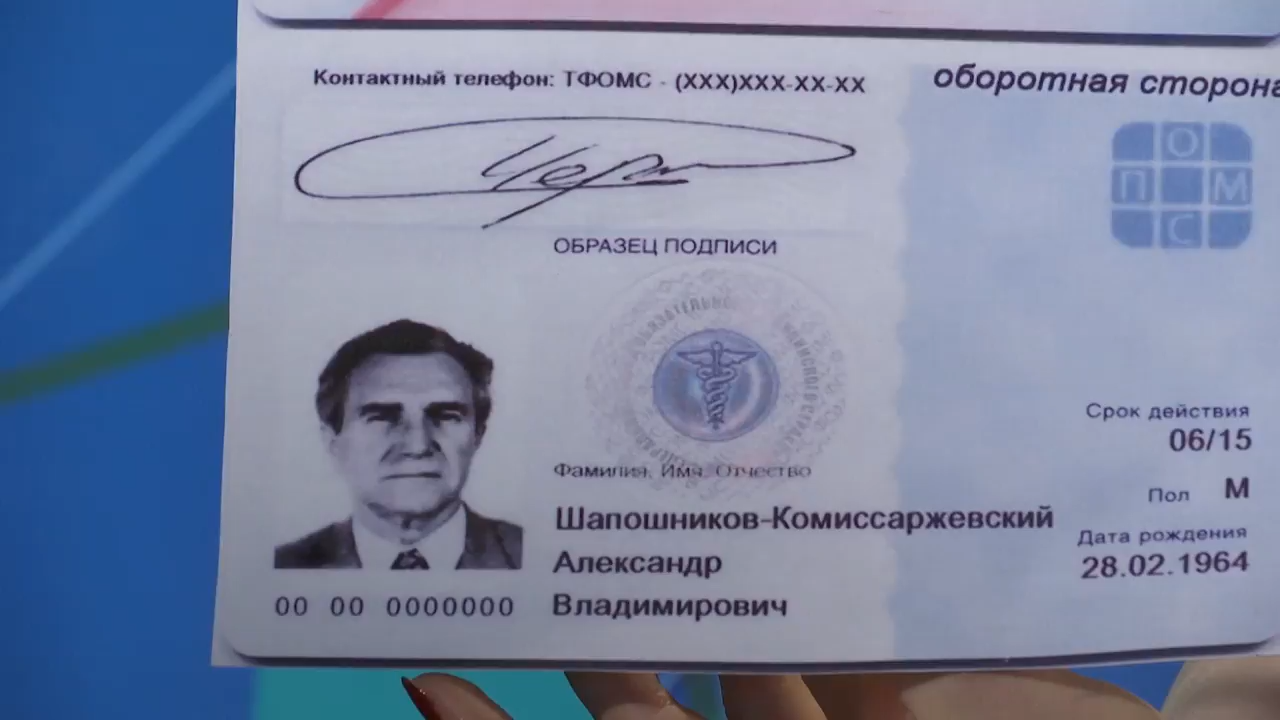 Контактный телефон: ТФОМС - (XXX)XXX-XX-XX
оборотная сторона
О
П М
С
ОБРАЗЕЦ ПОДПИСИ
Срок действия
06/15
Пол М
Дата рождения
28.02.1964
Фамилия, Имя, Отчество
Шапошников-Комиссаржевский
Александр
Владимирович
00 00 0000000